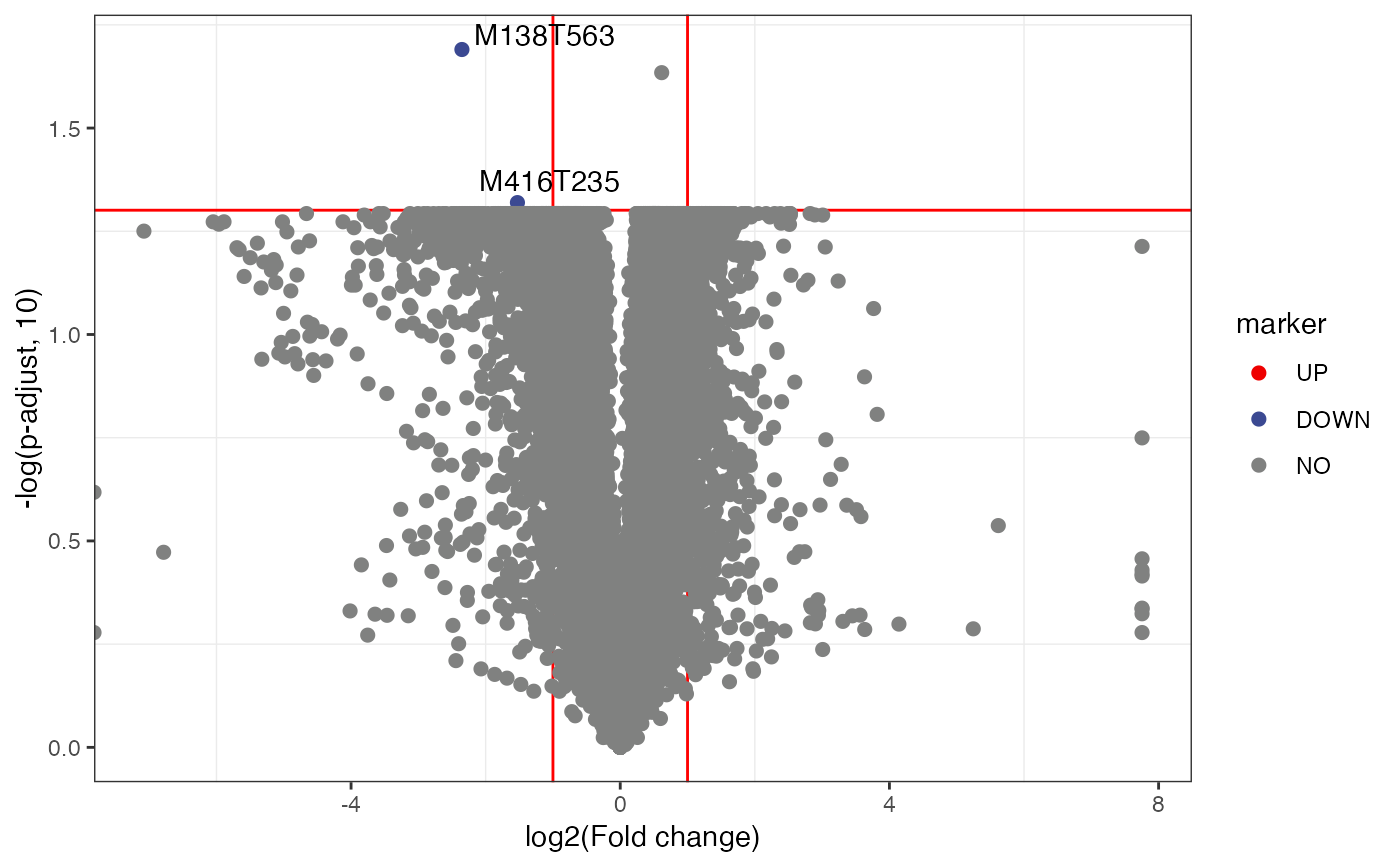 M138T563
M416T235
1.5
1.0
0.5
0.0
-log(p-adjust, 10)
-4
0
4
8
log2(Fold change)
marker
UP
DOWN
NO